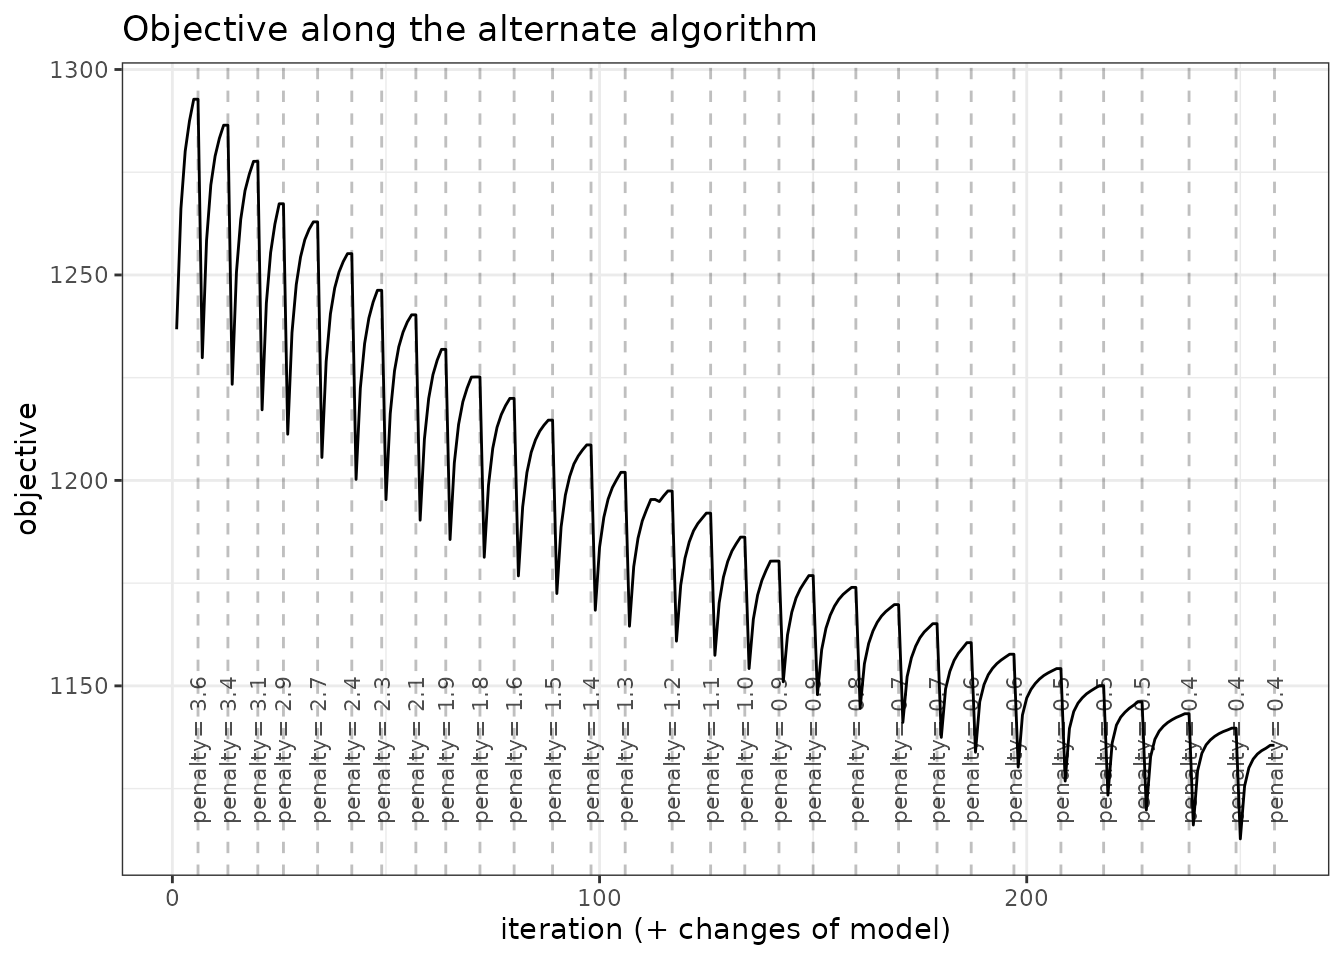 Objective along the alternate algorithm
1300
1250
1200
1150
objective
penalty= 3.6
penalty= 3.4
penalty= 3.1
penalty= 2.9
penalty= 2.7
penalty= 2.4
penalty= 2.3
penalty= 2.1
penalty= 1.9
penalty= 1.8
penalty= 1.6
penalty= 1.5
penalty= 1.4
penalty= 1.3
penalty= 1.2
penalty= 1.1
penalty= 1.0
penalty= 0.9
penalty= 0.9
penalty= 0.8
penalty= 0.7
penalty= 0.7
penalty= 0.6
penalty= 0.6
penalty= 0.5
penalty= 0.5
penalty= 0.5
penalty= 0.4
penalty= 0.4
penalty= 0.4
0
100
200
iteration (+ changes of model)